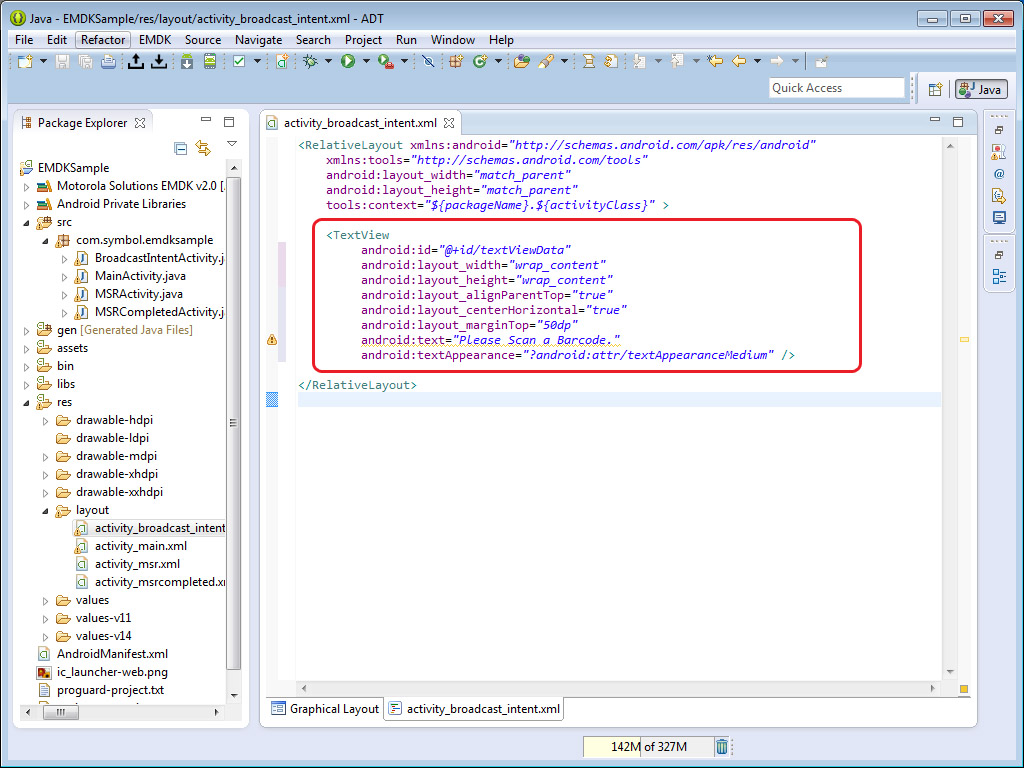 Java - EMDKSample/res/layout/activity_broadcast_intent.xml - ADT
File Edit Refactor EMDK Source Navigate Search Project Run Window Help
Quick Access
Java
Package Explorer
EMDKSample
Motorola Solutions EMDK v2.0 [
Android Private Libraries
src
com.symbol.emdksample
BroadcastIntentActivity.j
MainActivity.java
MSRActivity.java
MSRCompletedActivity.j
gen [Generated Java Files]
assets
bin
libs
res
drawable-hdpi
drawable-ldpi
drawable-mdpi
drawable-xhdpi
drawable-xxhdpi
layout
activity_broadcast_intent
activity_main.xml
activity_msr.xml
activity_msrcompleted.x
values
values-v11
values-v14
AndroidManifest.xml
ic_launcher-web.png
proguard-project.txt
activity_broadcast_intent.xml
<RelativeLayout xmlns:android="http://schemas.android.com/apk/res/android"
xmlns:tools="http://schemas.android.com/tools"
android:layout_width="match_parent"
android:layout_height="match_parent"
tools:context="${packageName}.${activityClass}" >
<TextView
android:id="@+id/textViewData"
android:layout_width="wrap_content"
android:layout_height="wrap_content"
android:layout_alignParentTop="true"
android:layout_centerHorizontal="true"
android:layout_marginTop="50dp"
android:text="Please Scan a Barcode."
android:textAppearance="?android:attr/textAppearanceMedium" />
</RelativeLayout>
Graphical Layout
activity_broadcast_intent.xml
142M of 327M